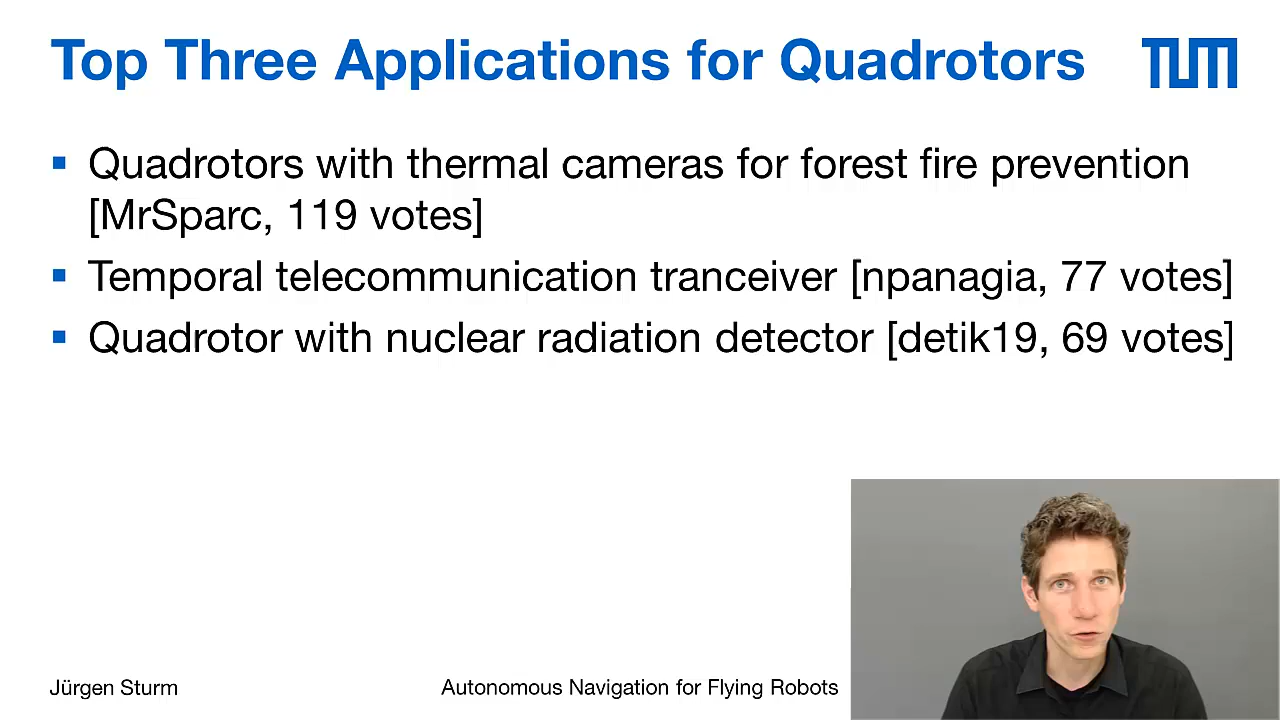 Top Three Applications for Quadrotors
TUM
Quadrotors with thermal cameras for forest fire prevention
[MrSparc, 119 votes]
Temporal telecommunication tranceiver [npanagia, 77 votes]
Quadrotor with nuclear radiation detector [detik19, 69 votes]
Jürgen Sturm
Autonomous Navigation for Flying Robots